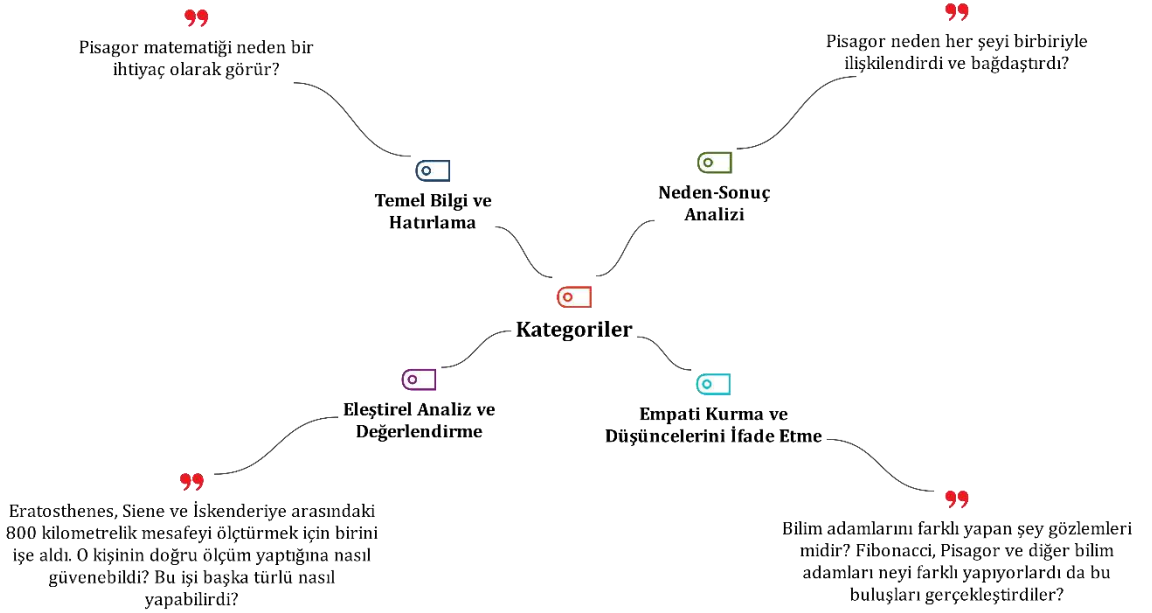 Pisagor matematiği neden bir
ihtiyaç olarak görür?
Pisagor neden her şeyi birbiriyle
ilişkilendirdi ve bağdaştırdı?
Temel Bilgi ve
Hatırlama
Neden-Sonuç
Analizi
Kategoriler
Eleştirel Analiz ve
Değerlendirme
Empati Kurma ve
Düşüncelerini İfade Etme
Eratosthenes, Siene ve İskenderiye arasındaki
800 kilometrelik mesafeyi ölçtürmek için birini
işe aldı. O kişinin doğru ölçüm yaptığına nasıl
güvenebildi? Bu işi başka türlü nasıl
yapabilirdi?
Bilim adamlarını farklı yapan şey gözlemleri
midir? Fibonacci, Pisagor ve diğer bilim
adamları neyi farklı yapıyorlardı da bu
buluşları gerçekleştirdiler?